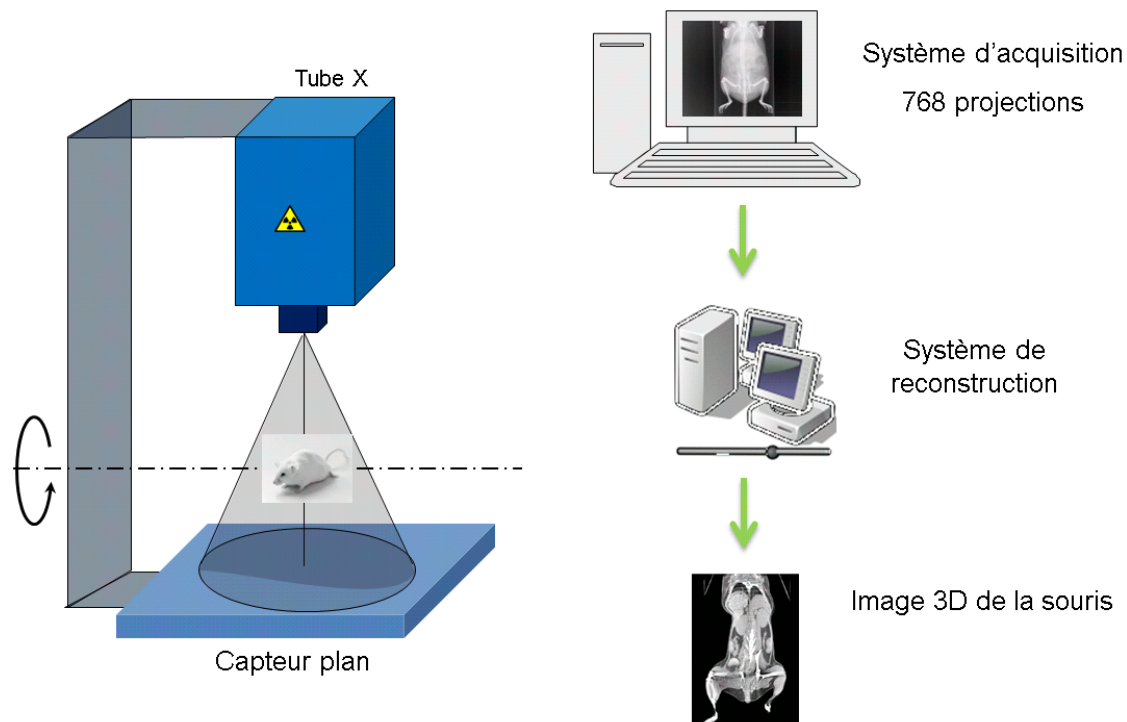 Tube X
Capteur plan
Système d'acquisition
768 projections
Système de
reconstruction
Image 3D de la souris